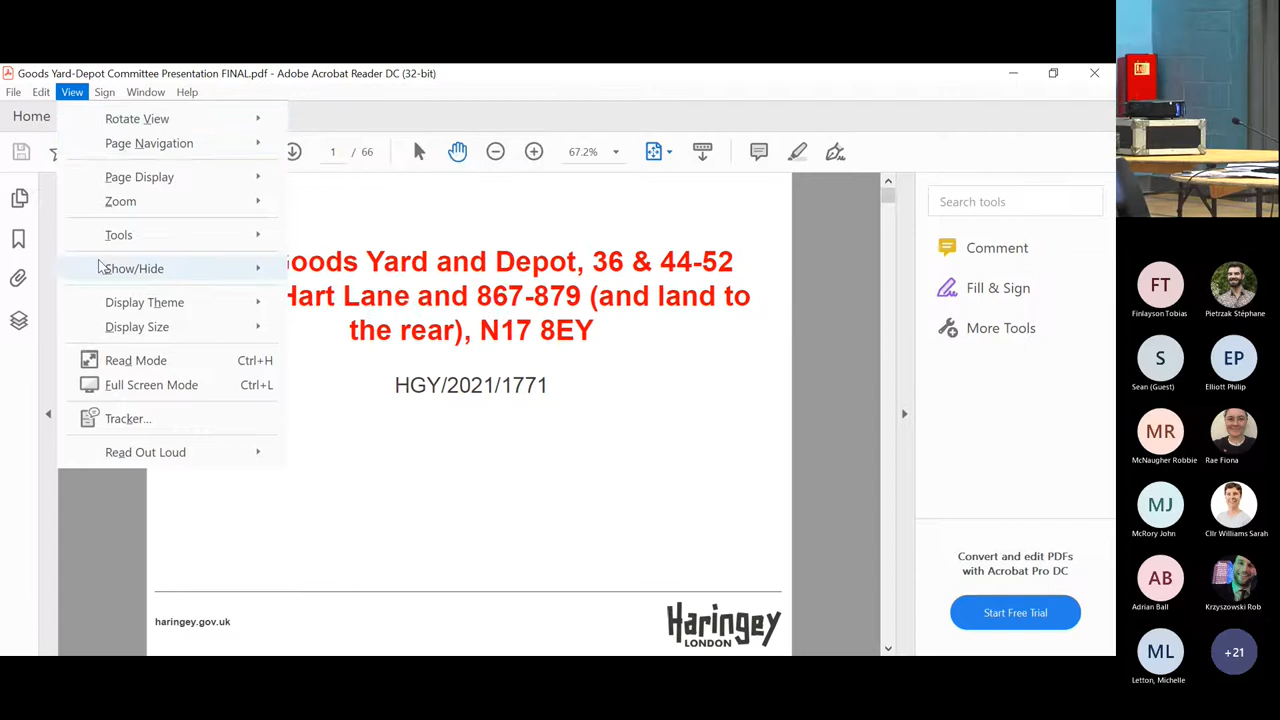 Goods Yard-Depot Committee Presentation FINAL.pdf - Adobe Acrobat Reader DC (32-bit)
File Edit View Sign Window Help
Home
1 / 66
67.2%
Rotate View
Page Navigation
Page Display
Zoom
Tools
Show/Hide
Display Theme
Display Size
Read Mode Ctrl+H
Full Screen Mode Ctrl+L
Tracker...
Read Out Loud
Goods Yard and Depot, 36 & 44-52
Hart Lane and 867-879 (and land to
the rear), N17 8EY
HGY/2021/1771
haringey.gov.uk
Haringey
LONDON
Search tools
Comment
Fill & Sign
More Tools
Convert and edit PDFs
with Acrobat Pro DC
Start Free Trial
FT
Finlayson Tobias
Pietrzak Stéphane
S
Sean (Guest)
EP
Elliott Philip
MR
McNaugher Robbie
Rae Fiona
MJ
McRory John
Cllr Williams Sarah
AB
Adrian Ball
Krzyszowski Rob
ML
Letton, Michelle
+21